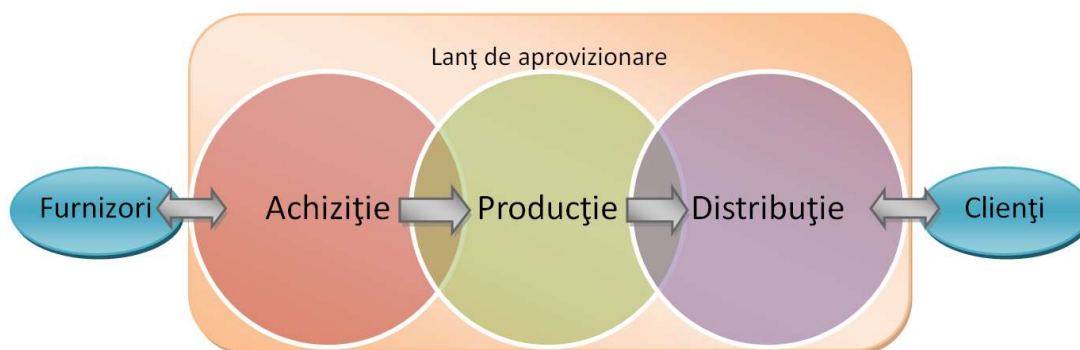 Lanţ de aprovizionare
Furnizori
Achiziţie
Producţie
Distribuţie
Clienţi